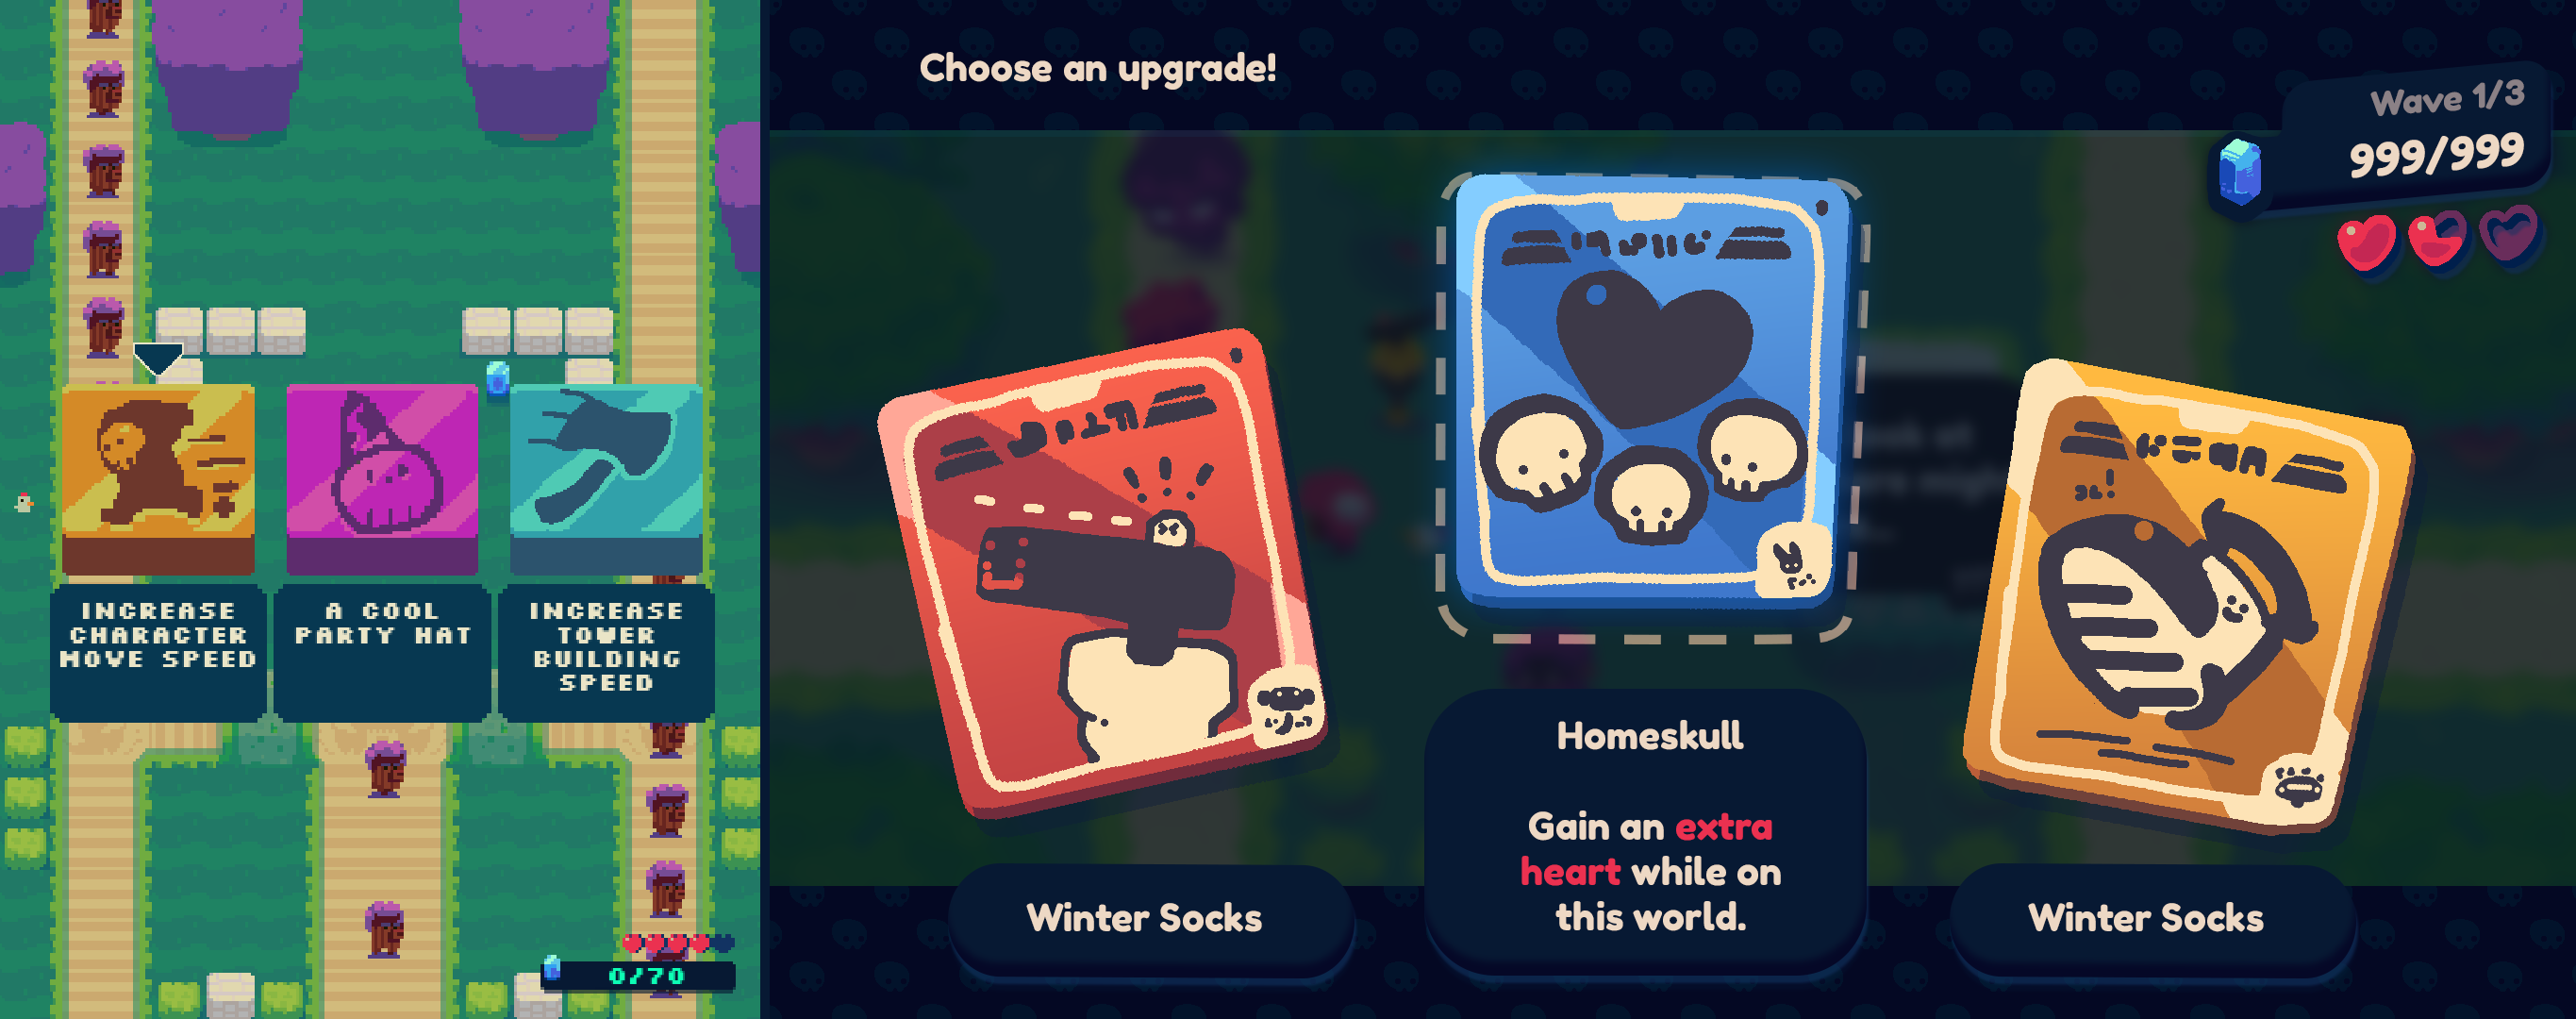 INCREASE
CHARACTER
MOVE SPEED
A COOL
PARTY HAT
INCREASE
TOWER
BUILDING
SPEED
0/70
Choose an upgrade!
Wave 1/3
999/999
Winter Socks
Homeskull
Gain an extra
heart while on
this world.
Winter Socks